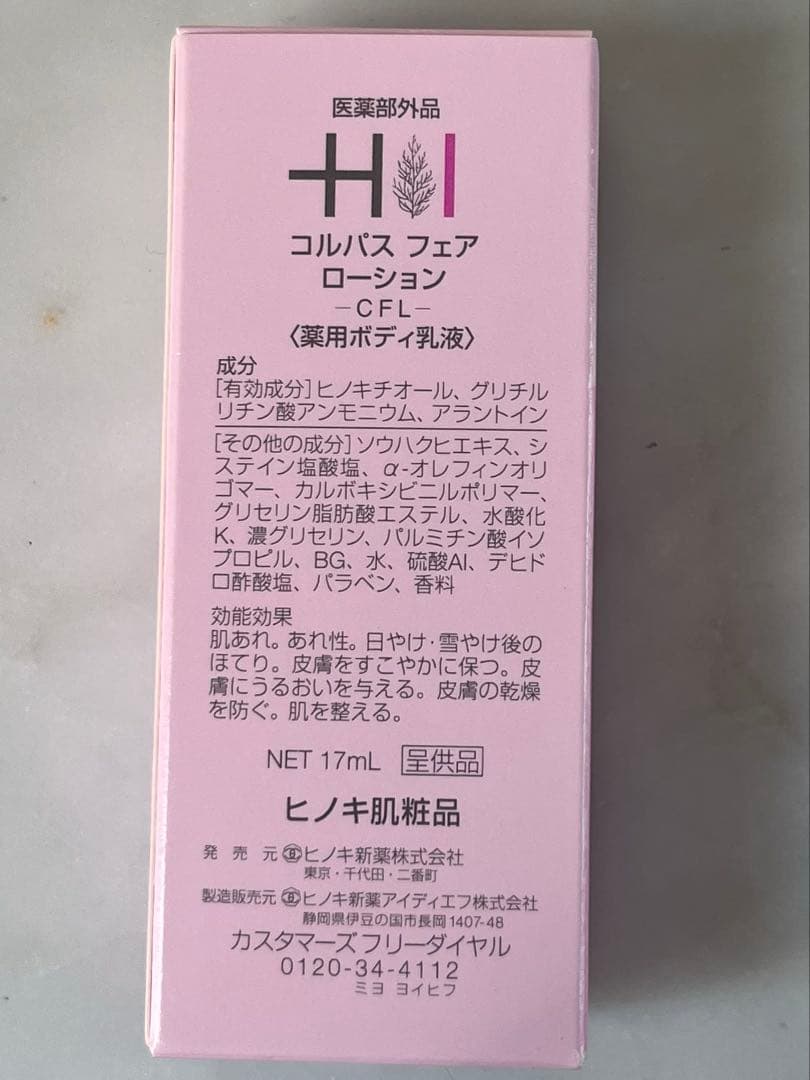 医薬部外品
コルパス フェア
ローション
－CFL－
〈薬用ボディ乳液〉
成分
［有効成分］ヒノキチオール、グリチル
リチン酸アンモニウム、アラントイン
［その他の成分］ソウハクヒエキス、シ
ステイン塩酸塩、α-オレフィンオリ
ゴマー、カルボキシビニルポリマー、
グリセリン脂肪酸エステル、水酸化
K、濃グリセリン、パルミチン酸イソ
プロピル、BG、水、硫酸Al、デヒド
ロ酢酸塩、パラベン、香料
効能効果
肌あれ。あれ性。日やけ・雪やけ後の
ほてり。皮膚をすこやかに保つ。皮
膚にうるおいを与える。皮膚の乾燥
を防ぐ。肌を整える。
NET 17mL 呈供品
ヒノキ肌粧品
発売元 ヒノキ新薬株式会社
東京・千代田・二番町
製造販売元 ヒノキ新薬アイディエフ株式会社
静岡県伊豆の国市長岡1407-48
カスタマーズフリーダイヤル
0120-34-4112
ミヨ ヨイヒフ